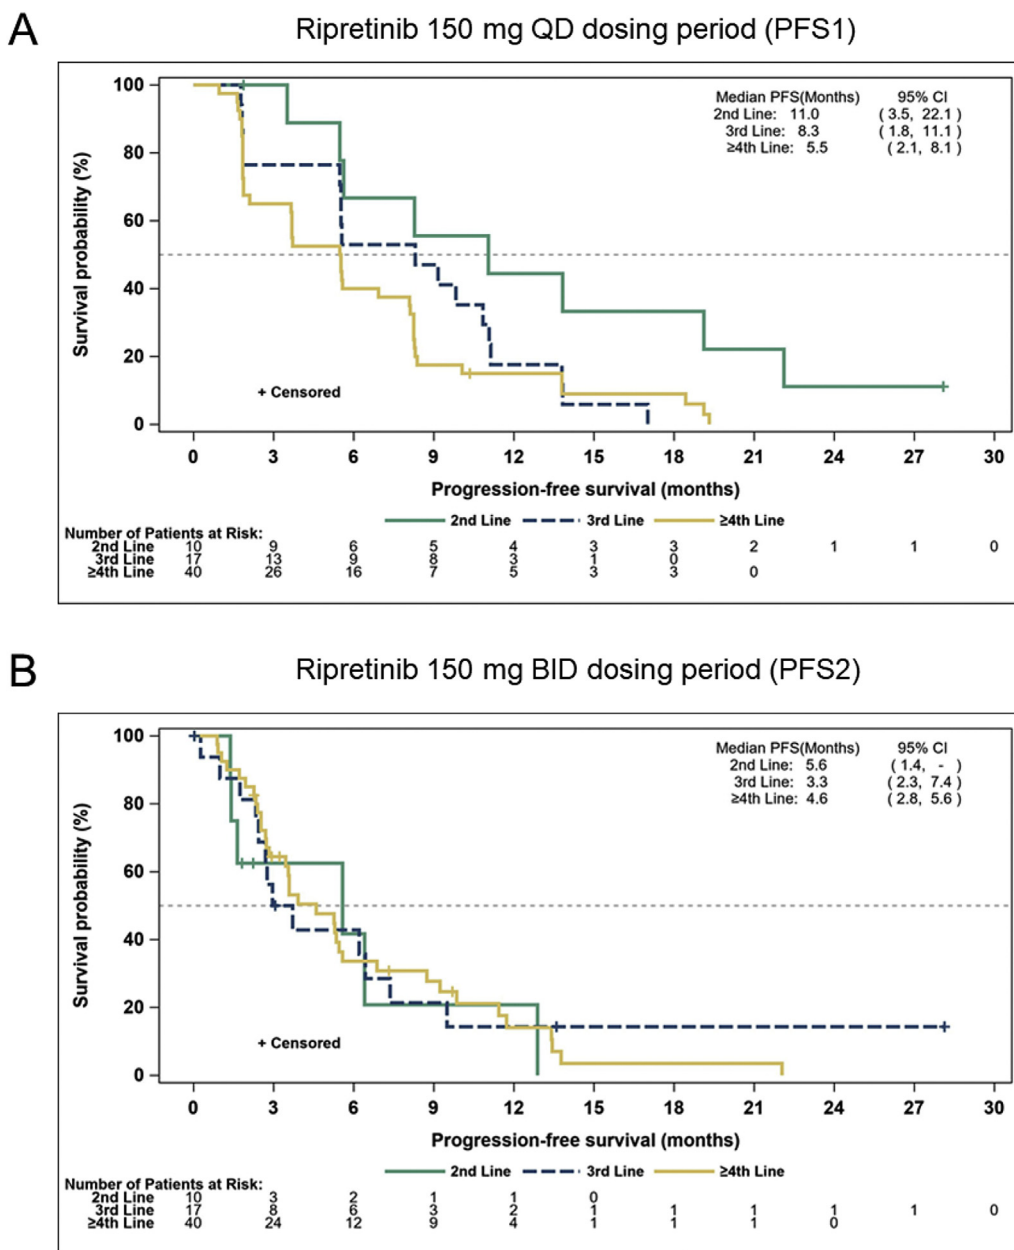 A
Ripretinib 150 mg QD dosing period (PFS1)
Median PFS(Months) 95% CI
2nd Line: 11.0 ( 3.5, 22.1 )
3rd Line: 8.3 ( 1.8, 11.1 )
≥4th Line: 5.5 ( 2.1, 8.1 )
Survival probability (%)
100
80
60
40
20
0
+ Censored
0 3 6 9 12 15 18 21 24 27 30
Progression-free survival (months)
2nd Line 3rd Line ≥4th Line
Number of Patients at Risk:
2nd Line 10 9 6 5 4 3 3 2 1 1 0
3rd Line 17 13 9 8 3 1 0
≥4th Line 40 26 16 7 5 3 3 0
B
Ripretinib 150 mg BID dosing period (PFS2)
Median PFS(Months) 95% CI
2nd Line: 5.6 ( 1.4, - )
3rd Line: 3.3 ( 2.3, 7.4 )
≥4th Line: 4.6 ( 2.8, 5.6 )
Survival probability (%)
100
80
60
40
20
0
+ Censored
0 3 6 9 12 15 18 21 24 27 30
Progression-free survival (months)
2nd Line 3rd Line ≥4th Line
Number of Patients at Risk:
2nd Line 10 3 2 1 1 0
3rd Line 17 8 6 3 2 1 1 1 1 1 0
≥4th Line 40 24 12 9 4 1 1 1 0